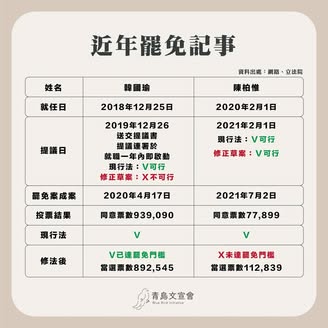 近年罷免記事
資料出處：網路、立法院
姓名 韓國瑜 陳柏惟
就任日 2018年12月25日 2020年2月1日
提議日
2019年12月26
送交提議書
提議連署於
就職一年內即啟動
現行法：V可行
修正草案：X不可行
2021年2月1日
現行法：V可行
修正草案：V可行
罷免案成案 2020年4月17日 2021年7月2日
投票結果 同意票數939,090 同意票數77,899
現行法 V V
修法後
V已達罷免門檻
當選票數892,545
X未達罷免門檻
當選票數112,839
青鳥文宣會
Blue Bird Initiative